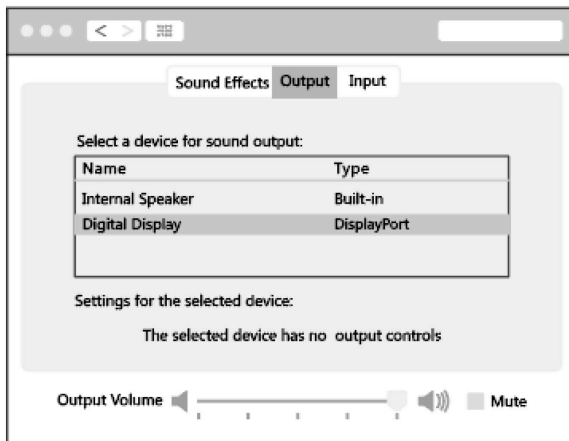 Sound Effects Output Input
Select a device for sound output:
Name Type
Internal Speaker Built-in
Digital Display DisplayPort
Settings for the selected device:
The selected device has no output controls
Output Volume Mute